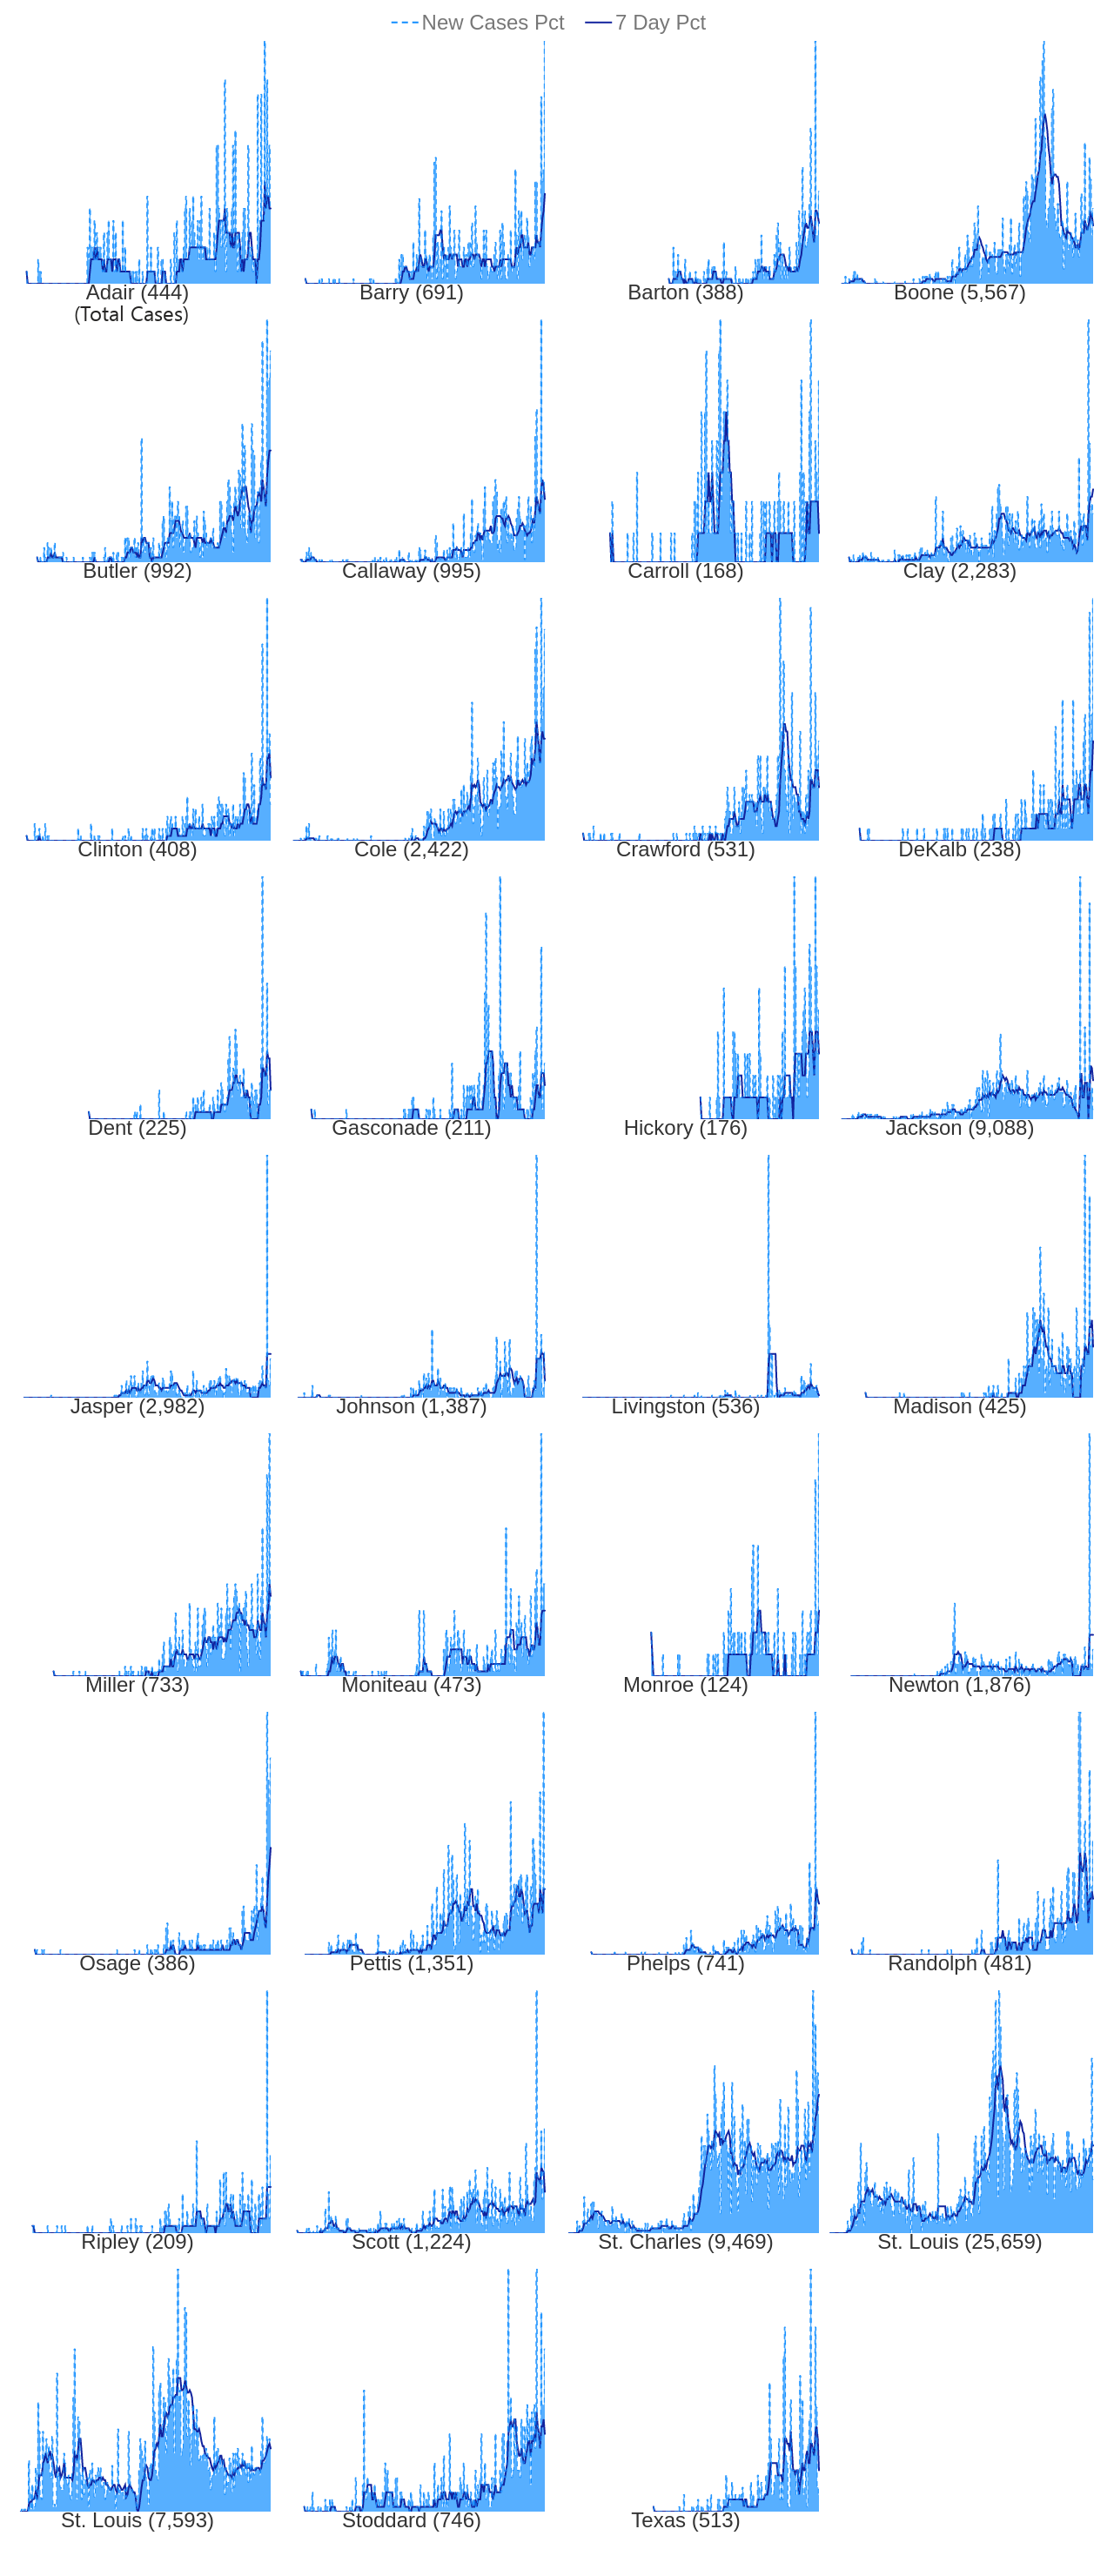 New Cases Pct 7 Day Pct
Adair (444) Barry (691) Barton (388) Boone (5,567)
(Total Cases)
Butler (992) Callaway (995) Carroll (168) Clay (2,283)
Clinton (408) Cole (2,422) Crawford (531) DeKalb (238)
Dent (225) Gasconade (211) Hickory (176) Jackson (9,088)
Jasper (2,982) Johnson (1,387) Livingston (536) Madison (425)
Miller (733) Moniteau (473) Monroe (124) Newton (1,876)
Osage (386) Pettis (1,351) Phelps (741) Randolph (481)
Ripley (209) Scott (1,224) St. Charles (9,469) St. Louis (25,659)
St. Louis (7,593) Stoddard (746) Texas (513)